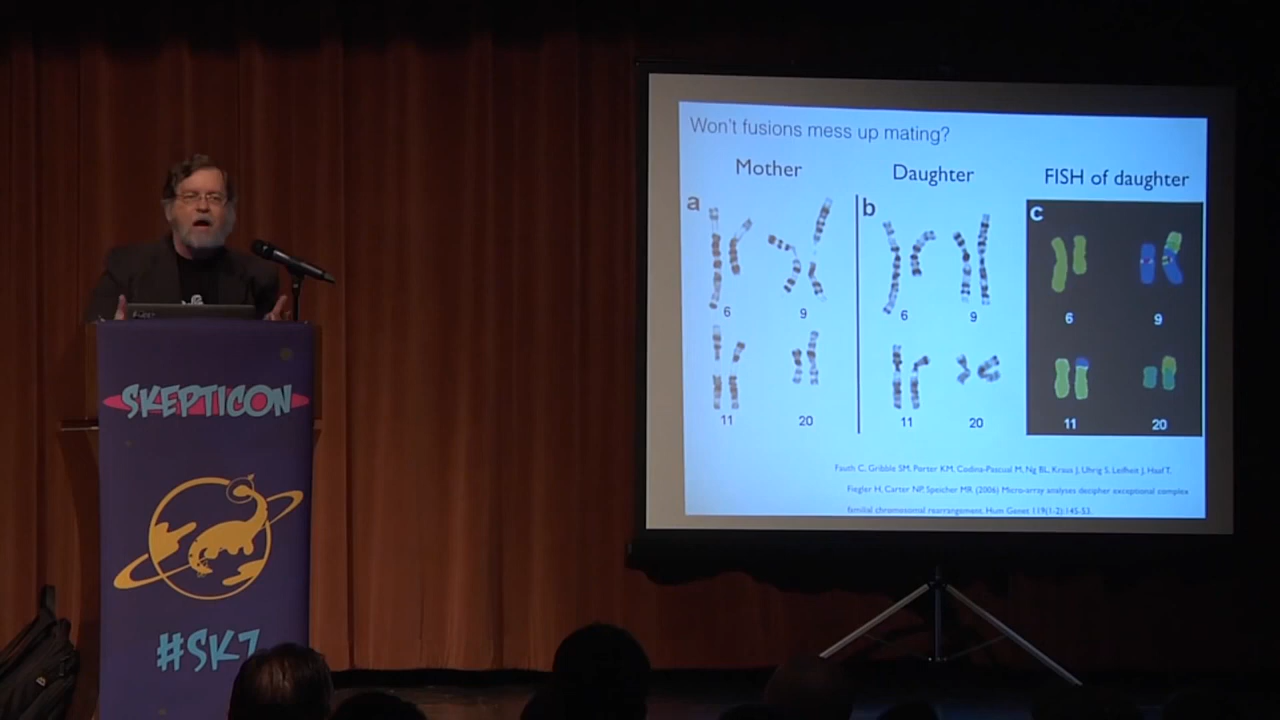 Won't fusions mess up mating?
Mother
Daughter
FISH of daughter
a
b
c
6
9
6
9
6
9
11
20
11
20
11
20
Fauth C, Gribble SM, Porter KM, Codina-Pascual M, Ng BL, Kraus J, Uhrig S, Leifheit J, Haaf T,
Fiegler H, Carter NP, Speicher MR. (2006) Micro-array analyses decipher exceptional complex
familial chromosomal rearrangement. Hum Genet 119(1-2):145-53.
SKEPTICON
#SK7